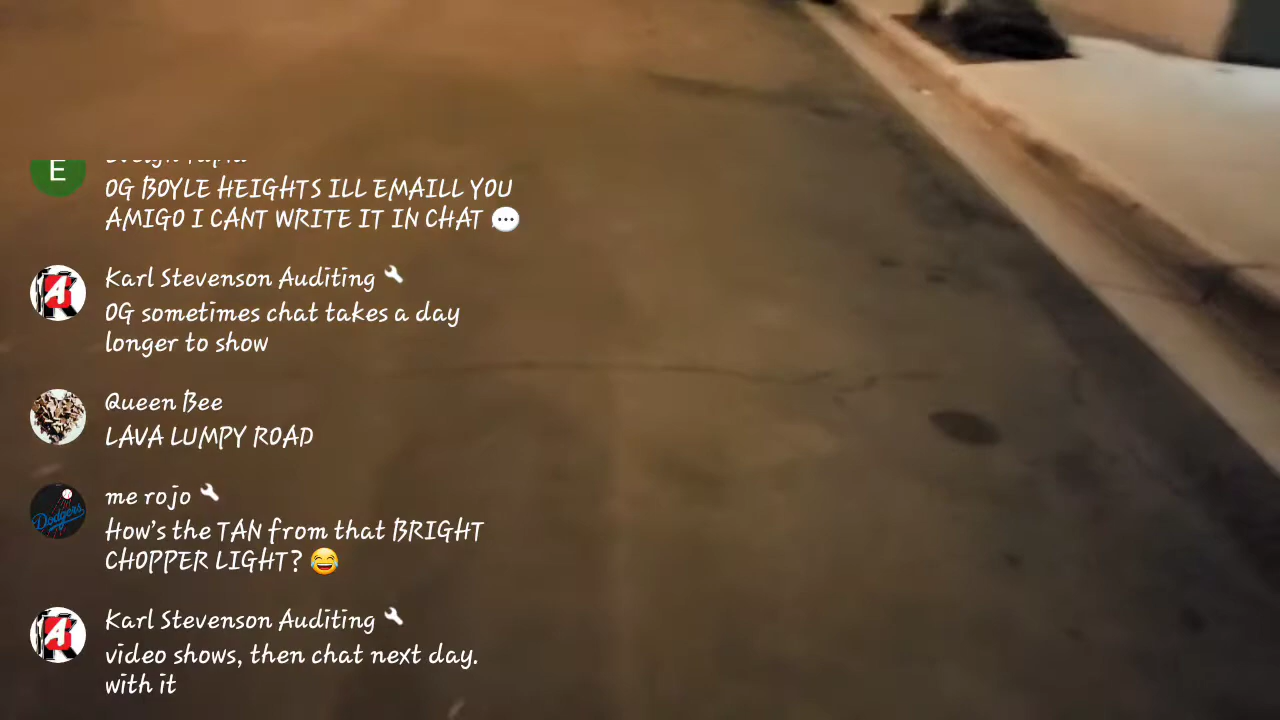 E
OG BOYLE HEIGHTS ILL EMAILL YOU
AMIGO I CANT WRITE IT IN CHAT
Karl Stevenson Auditing
OG sometimes chat takes a day
longer to show
Queen Bee
LAVA LUMPY ROAD
me rojo
Dodgers
How's the TAN from that BRIGHT
CHOPPER LIGHT? 😂
Karl Stevenson Auditing
video shows, then chat next day.
with it